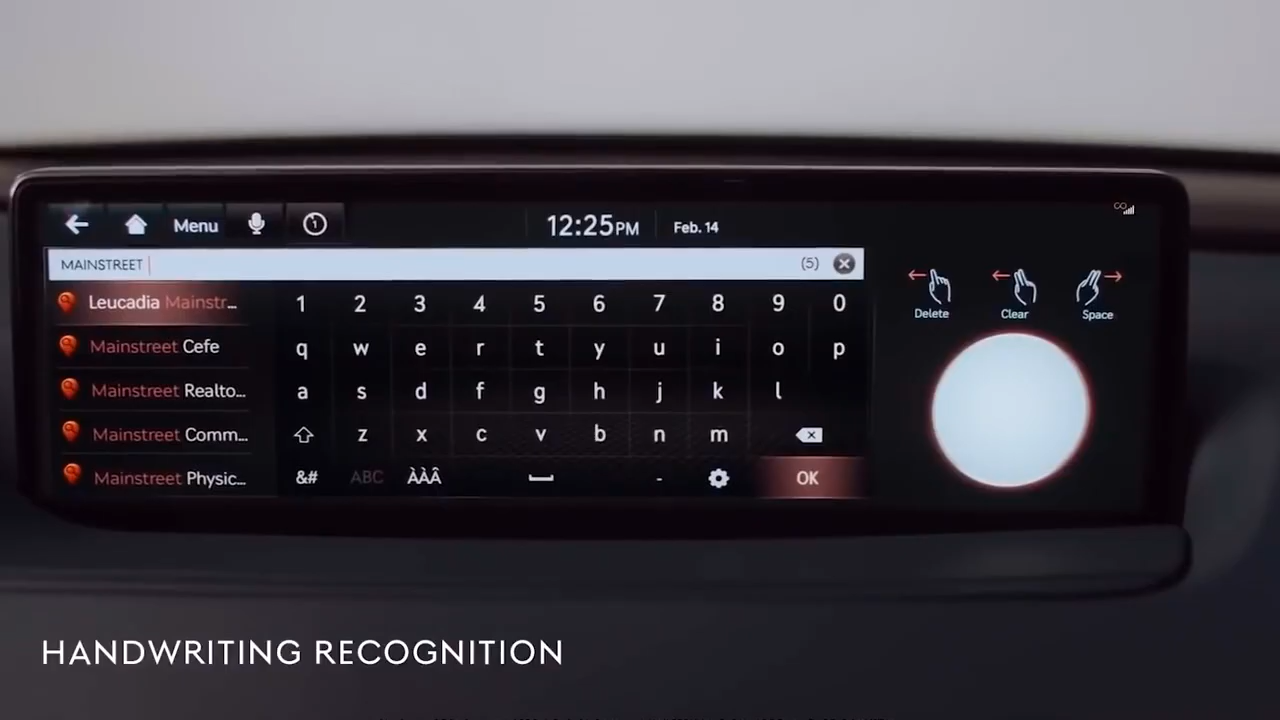 Menu 1 12:25PM Feb. 14
MAINSTREET (5)
Leucadia Mainstr...
Mainstreet Cefe
Mainstreet Realto...
Mainstreet Comm...
Mainstreet Physic...
1 2 3 4 5 6 7 8 9 0
q w e r t y u i o p
a s d f g h j k l
z x c v b n m
&# ABC ÀÀÂ - OK
Delete Clear Space
HANDWRITING RECOGNITION